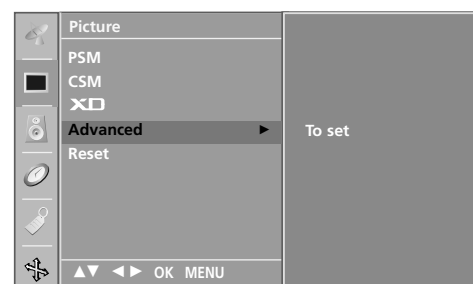 Picture
PSM
CSM
XD
Advanced ► To set
Reset
▲▼ ◄► OK MENU